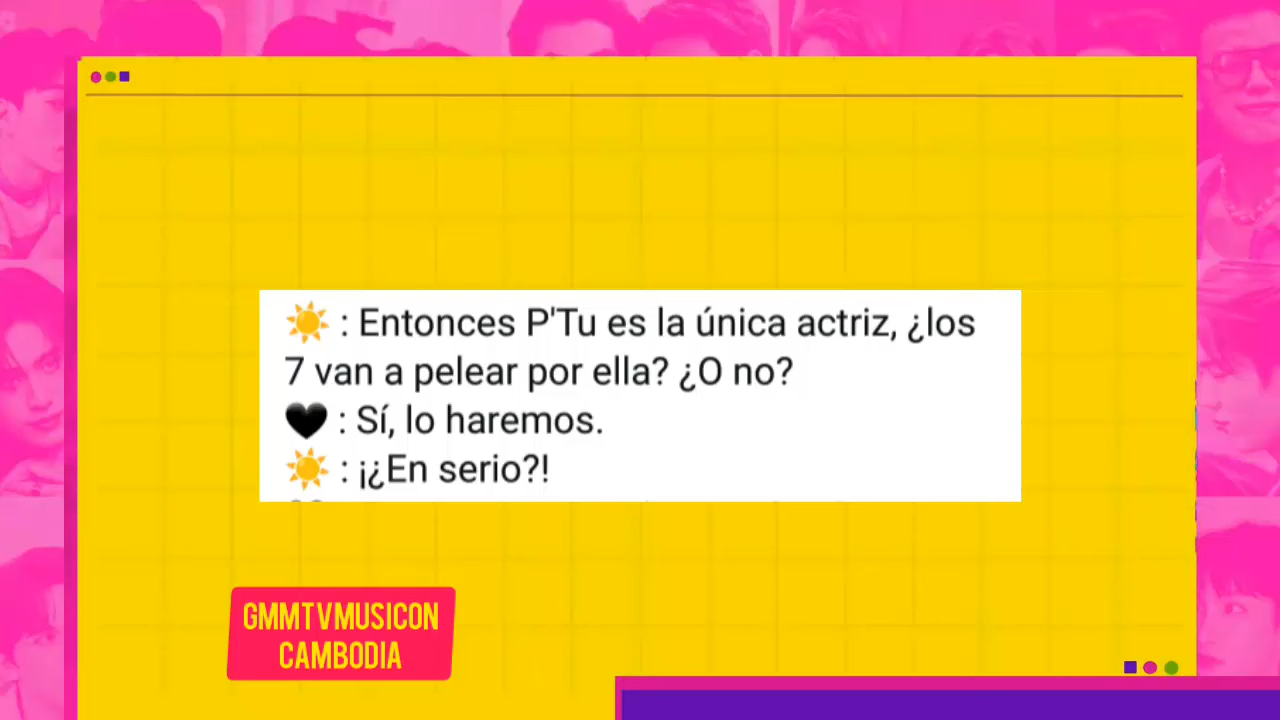 ☀️ : Entonces P'Tu es la única actriz, ¿los
7 van a pelear por ella? ¿O no?
🖤 : Sí, lo haremos.
☀️ : ¡¿En serio?!
GMMTVMUSICON
CAMBODIA